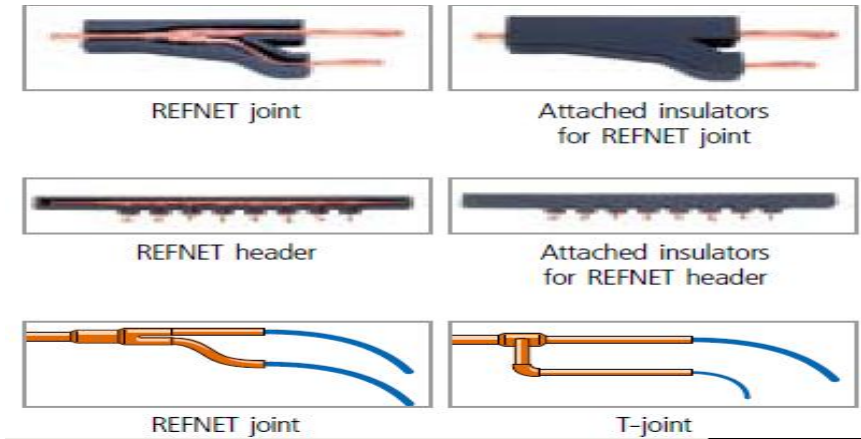 REFNET joint
Attached insulators
for REFNET joint
REFNET header
Attached insulators
for REFNET header
REFNET joint
T-joint